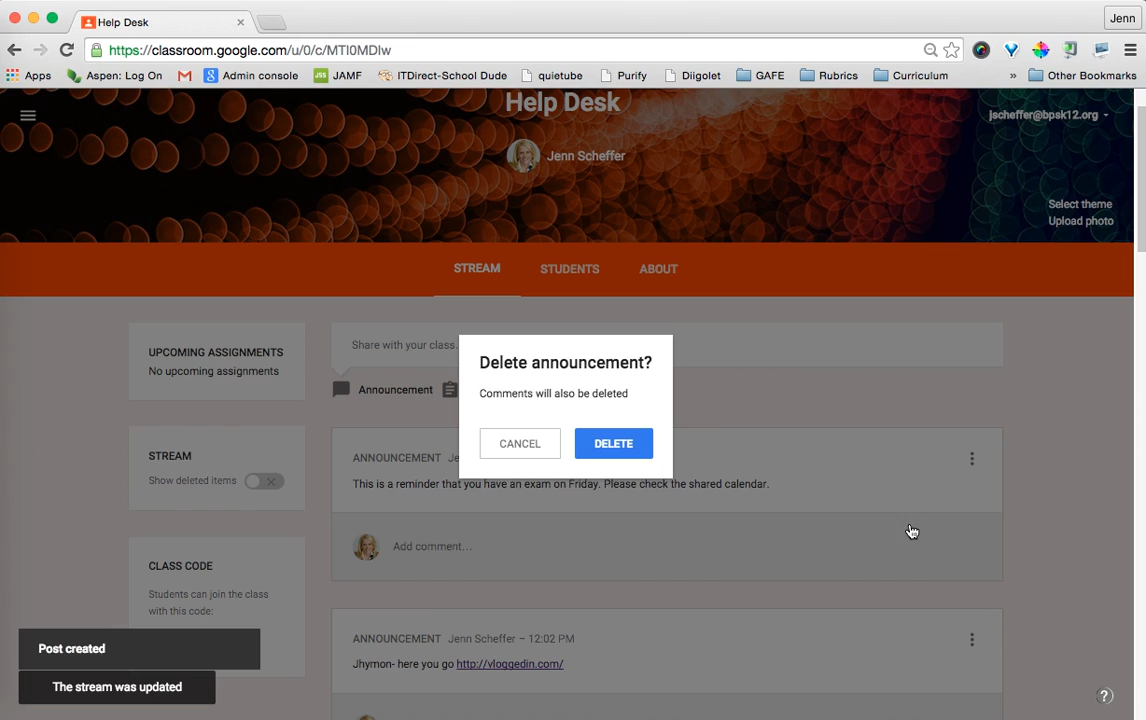 Help Desk
Jenn
https://classroom.google.com/u/0/c/MTI0MDIw
Apps
Aspen: Log On
Admin console
JSS
JAMF
ITDirect-School Dude
quietube
Purify
Diigolet
GAFE
Rubrics
Curriculum
»
Other Bookmarks
Help Desk
jscheffer@bpsk12.org
Jenn Scheffer
Select theme
Upload photo
STREAM
STUDENTS
ABOUT
UPCOMING ASSIGNMENTS
No upcoming assignments
Share with your class
Announcement
Delete announcement?
Comments will also be deleted
CANCEL
DELETE
STREAM
Show deleted items
ANNOUNCEMENT Je
This is a reminder that you have an exam on Friday. Please check the shared calendar.
Add comment...
CLASS CODE
Students can join the class
with this code:
ANNOUNCEMENT Jenn Scheffer – 12:02 PM
Jhymon- here you go http://vloggedin.com/
Post created
The stream was updated
?